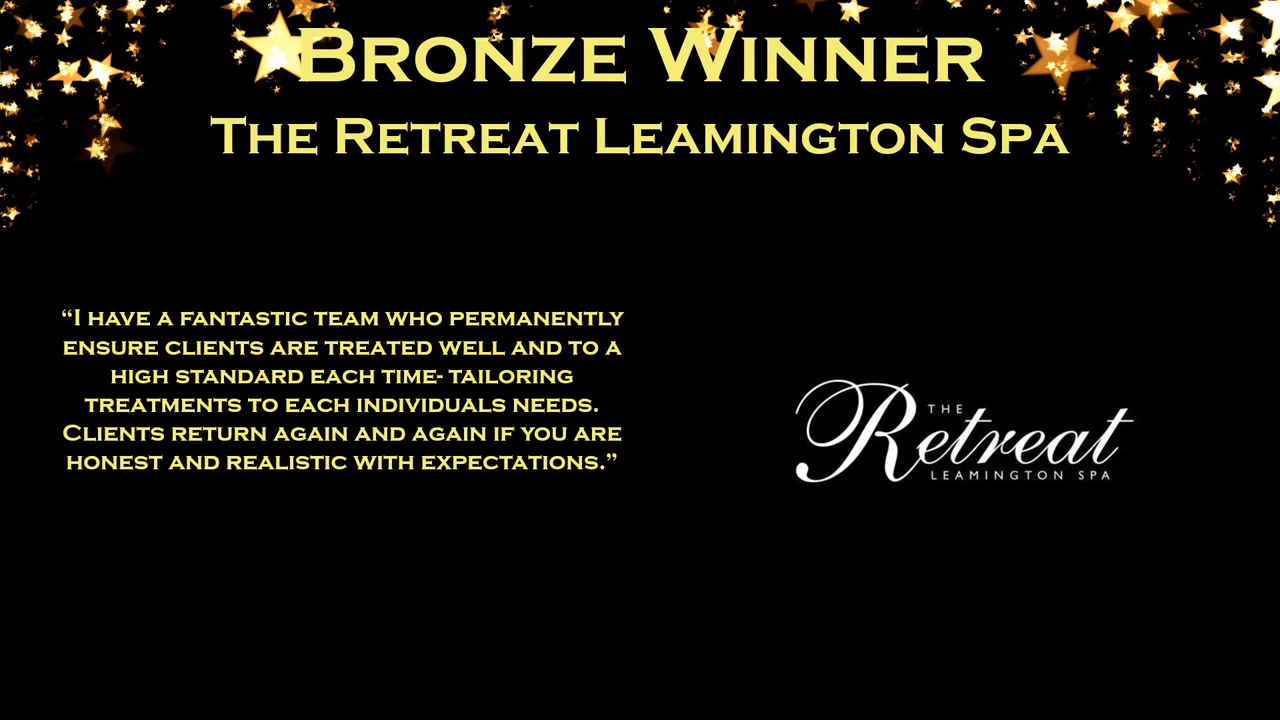 Bronze Winner
The Retreat Leamington Spa
“I have a fantastic team who permanently
ensure clients are treated well and to a
high standard each time- tailoring
treatments to each individuals needs.
Clients return again and again if you are
honest and realistic with expectations.”
THE
Retreat
LEAMINGTON SPA